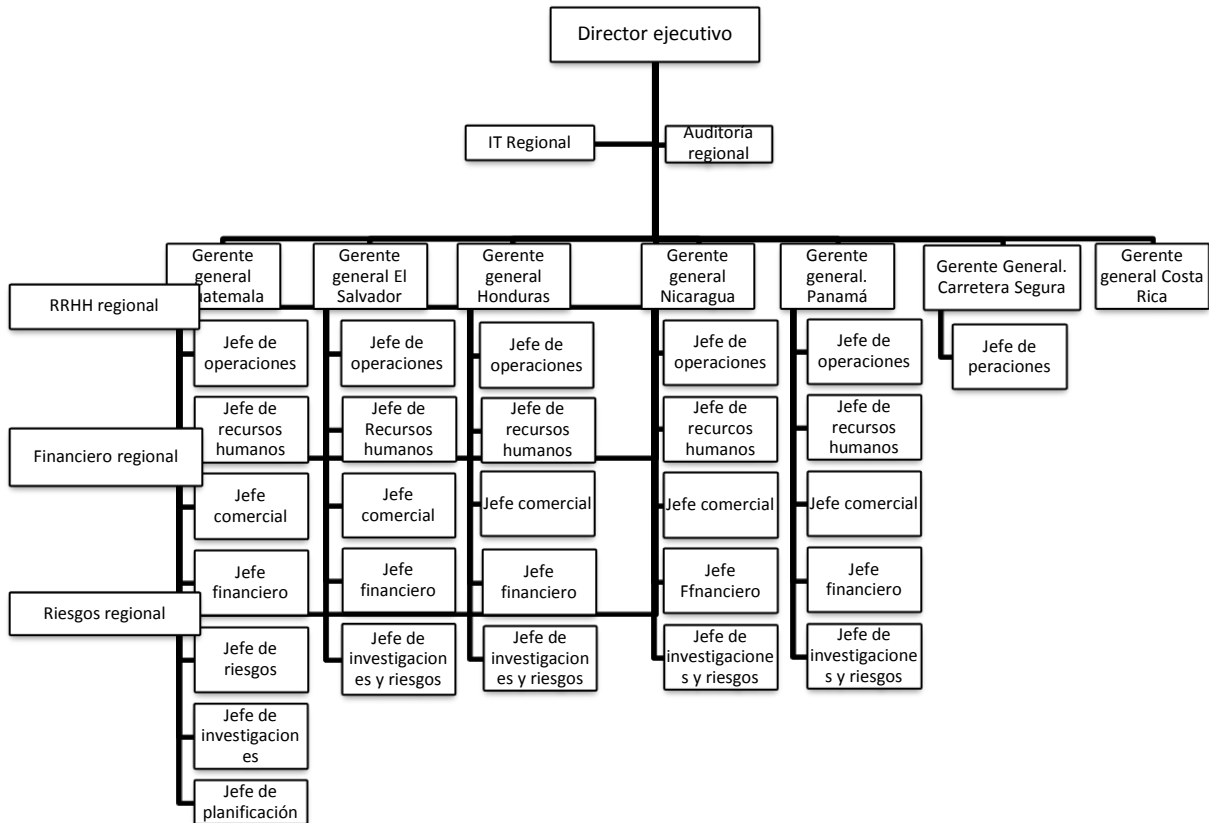 Director ejecutivo
IT Regional
Auditoría
regional
Gerente
general
uatemala
Gerente
general El
Salvador
Gerente
general
Honduras
Gerente
general
Nicaragua
Gerente
general.
Panamá
Gerente General.
Carretera Segura
Gerente
general Costa
Rica
RRHH regional
Jefe de
operaciones
Jefe de
operaciones
Jefe de
operaciones
Jefe de
operaciones
Jefe de
operaciones
Jefe de
peraciones
Jefe de
recursos
humanos
Jefe de
Recursos
humanos
Jefe de
recursos
humanos
Jefe de
recurcos
humanos
Jefe de
recursos
humanos
Financiero regional
Jefe
comercial
Jefe
comercial
Jefe comercial
Jefe comercial
Jefe comercial
Jefe
financiero
Jefe
financiero
Jefe
financiero
Jefe
Ffnanciero
Jefe
financiero
Riesgos regional
Jefe de
riesgos
Jefe de
investigacion
es y riesgos
Jefe de
investigacion
es y riesgos
Jefe de
investigacione
s y riesgos
Jefe de
investigacione
s y riesgos
Jefe de
investigacion
es
Jefe de
planificación